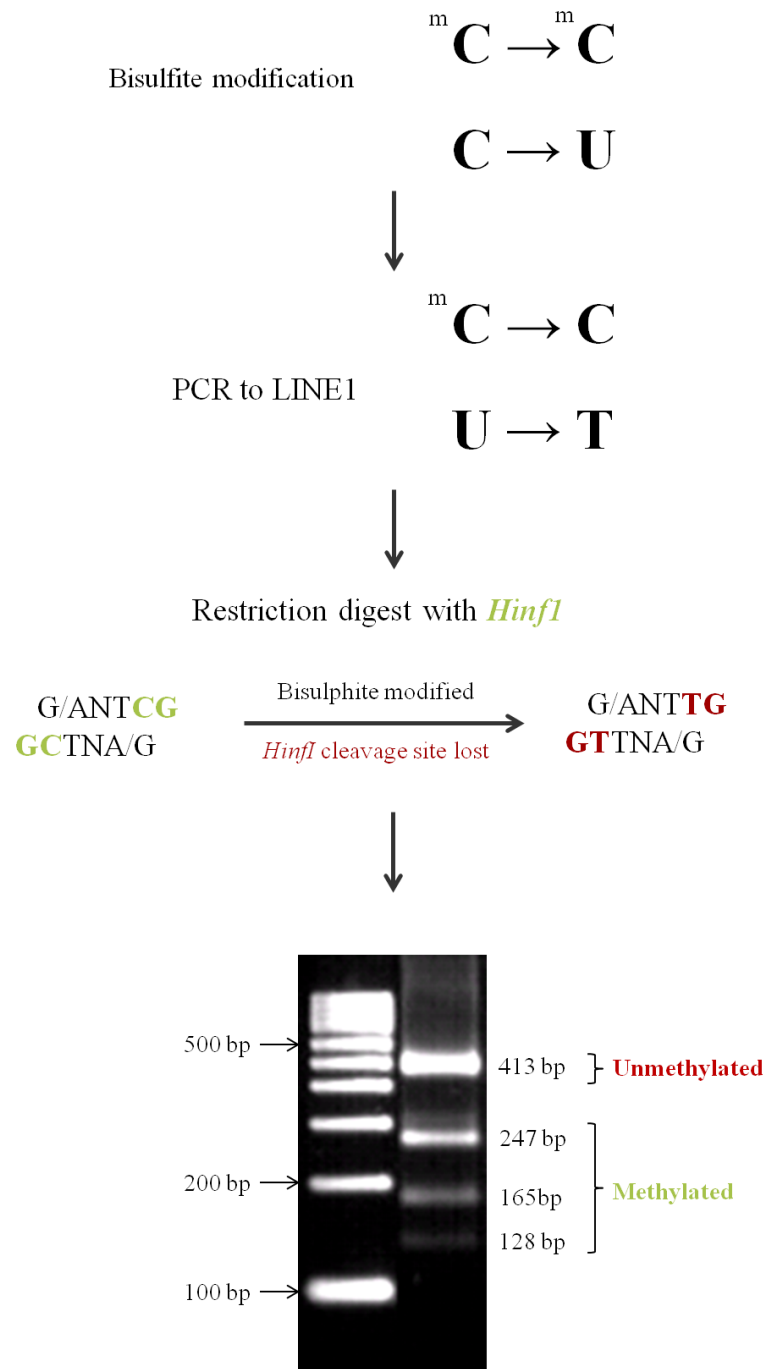 mC → mC
Bisulfite modification
C → U
mC → C
PCR to LINE1
U → T
Restriction digest with Hinf1
G/ANTCG
GCTNA/G
Bisulphite modified
HinfI cleavage site lost
G/ANTTG
GTTNA/G
500 bp
413 bp
Unmethylated
247 bp
200 bp
165bp
Methylated
128 bp
100 bp